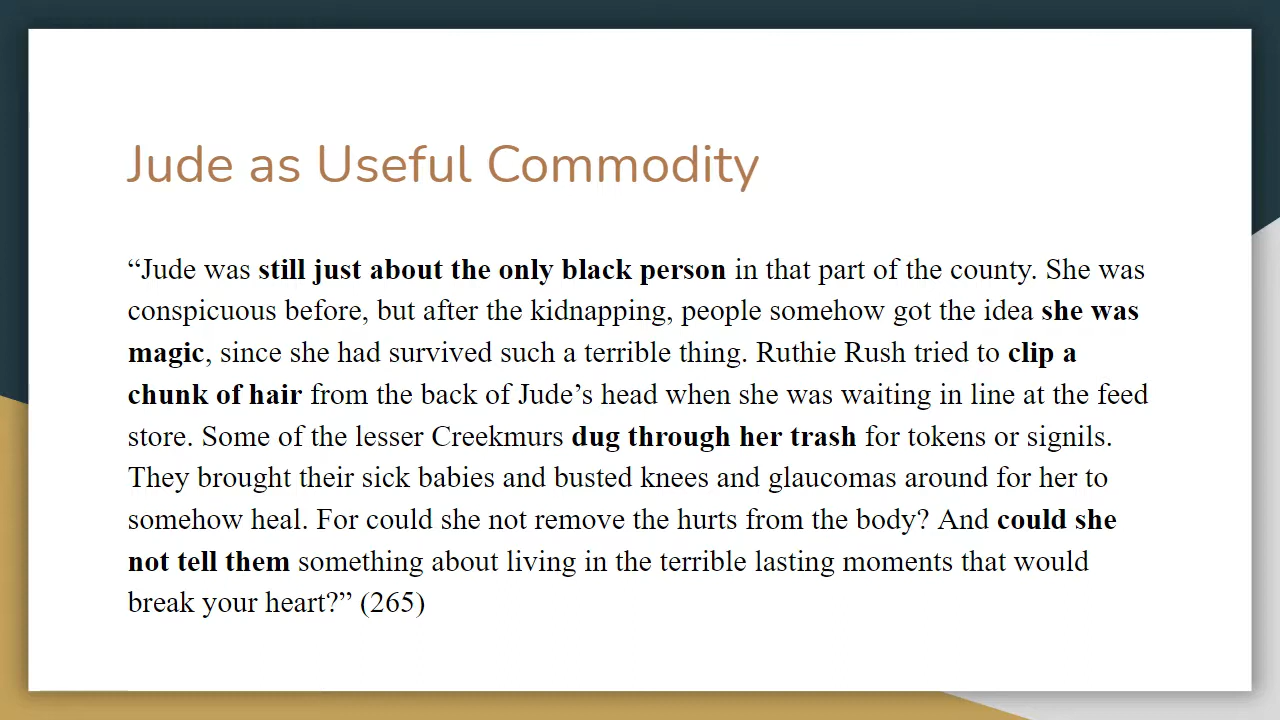 Jude as Useful Commodity
“Jude was still just about the only black person in that part of the county. She was
conspicuous before, but after the kidnapping, people somehow got the idea she was
magic, since she had survived such a terrible thing. Ruthie Rush tried to clip a
chunk of hair from the back of Jude’s head when she was waiting in line at the feed
store. Some of the lesser Creekmurs dug through her trash for tokens or signils.
They brought their sick babies and busted knees and glaucomas around for her to
somehow heal. For could she not remove the hurts from the body? And could she
not tell them something about living in the terrible lasting moments that would
break your heart?” (265)